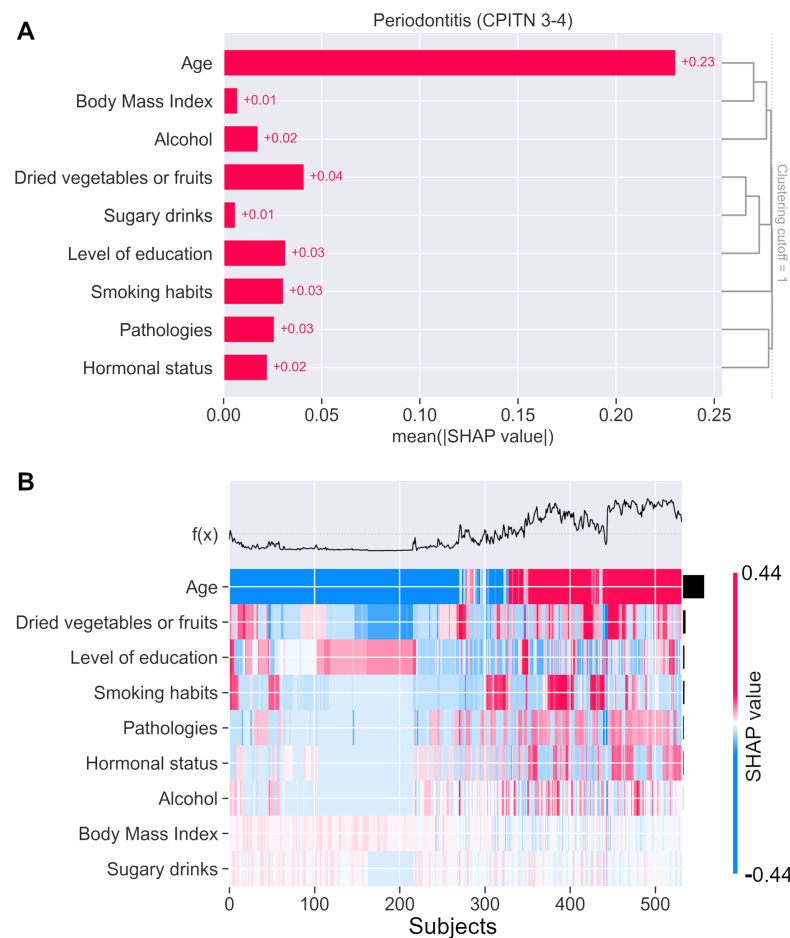 A
Periodontitis (CPITN 3-4)
Age
+0.23
Body Mass Index
+0.01
Alcohol
+0.02
Dried vegetables or fruits
+0.04
Sugary drinks
+0.01
Level of education
+0.03
Smoking habits
+0.03
Pathologies
+0.03
Hormonal status
+0.02
Clustering cutoff = 1
0.00 0.05 0.10 0.15 0.20 0.25
mean(|SHAP value|)
B
f(x)
Age
Dried vegetables or fruits
Level of education
Smoking habits
Pathologies
Hormonal status
Alcohol
Body Mass Index
Sugary drinks
0 100 200 300 400 500
Subjects
0.44
SHAP value
-0.44